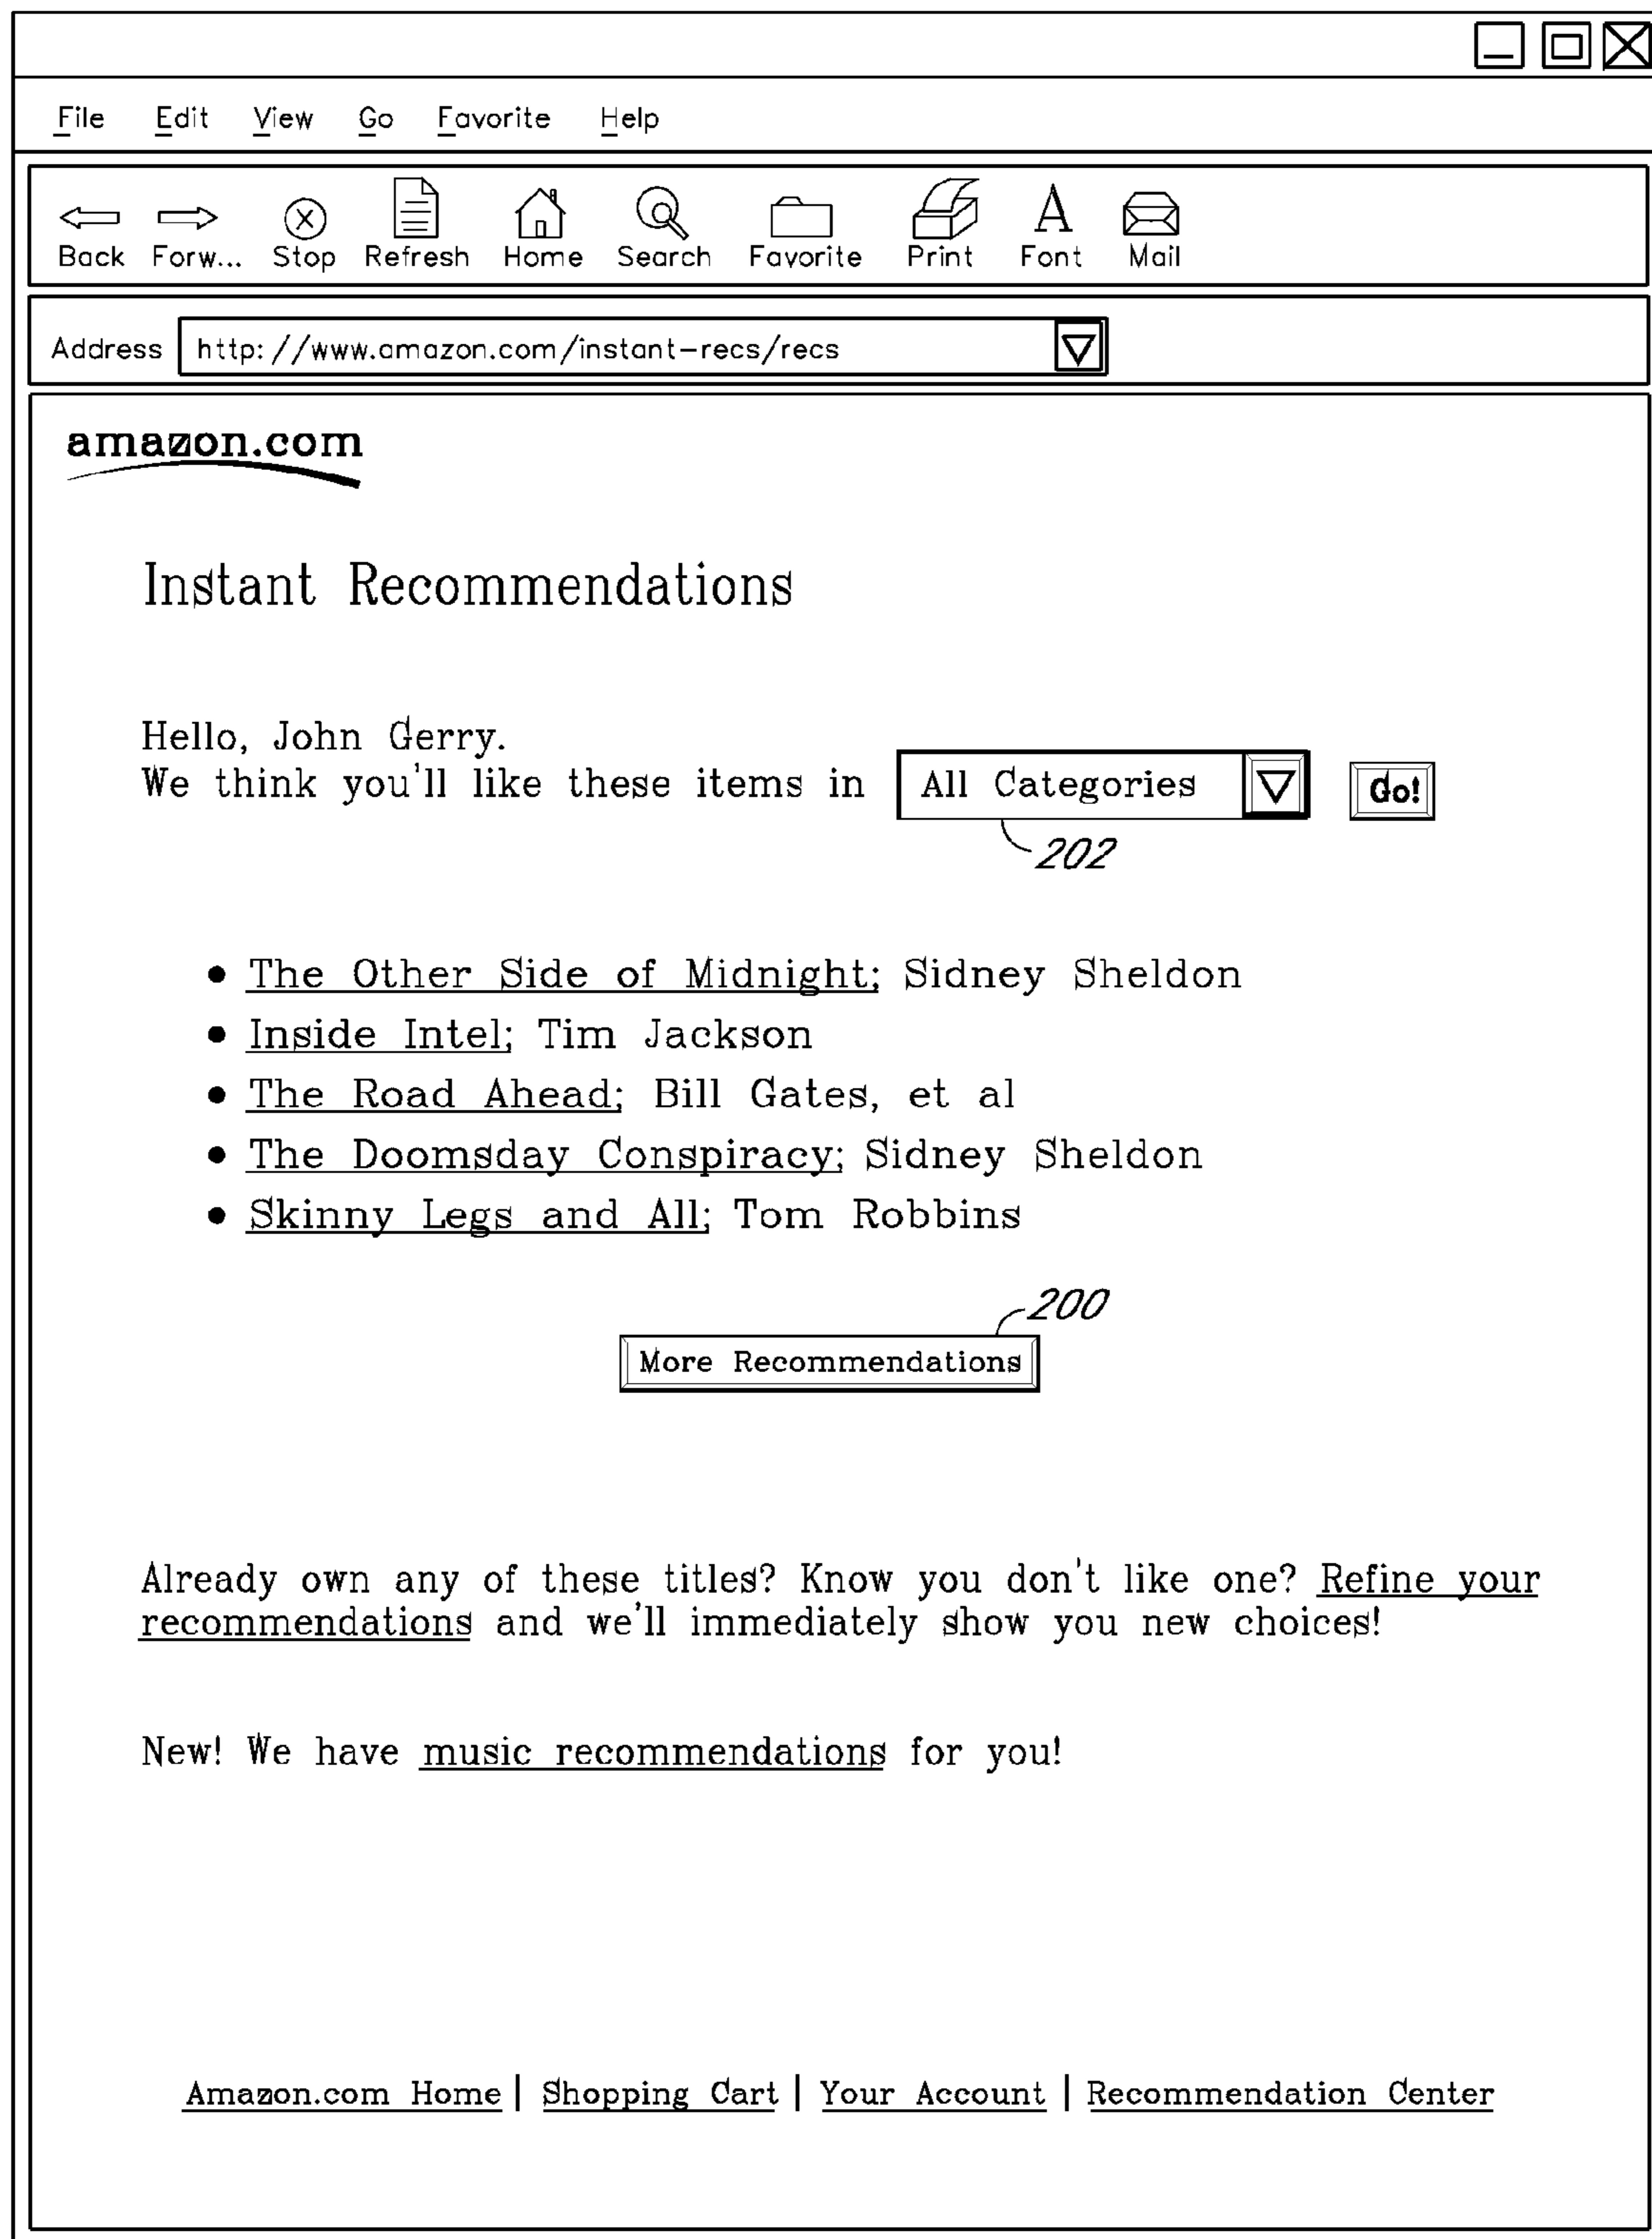 File Edit View Go Favorite Help
Back Forw... Stop Refresh Home Search Favorite Print Font Mail
Address http://www.amazon.com/instant-recs/recs
amazon.com
Instant Recommendations
Hello, John Gerry.
We think you'll like these items in All Categories Go!
202
• The Other Side of Midnight; Sidney Sheldon
• Inside Intel; Tim Jackson
• The Road Ahead; Bill Gates, et al
• The Doomsday Conspiracy; Sidney Sheldon
• Skinny Legs and All; Tom Robbins
200
More Recommendations
Already own any of these titles? Know you don't like one? Refine your
recommendations and we'll immediately show you new choices!
New! We have music recommendations for you!
Amazon.com Home | Shopping Cart | Your Account | Recommendation Center